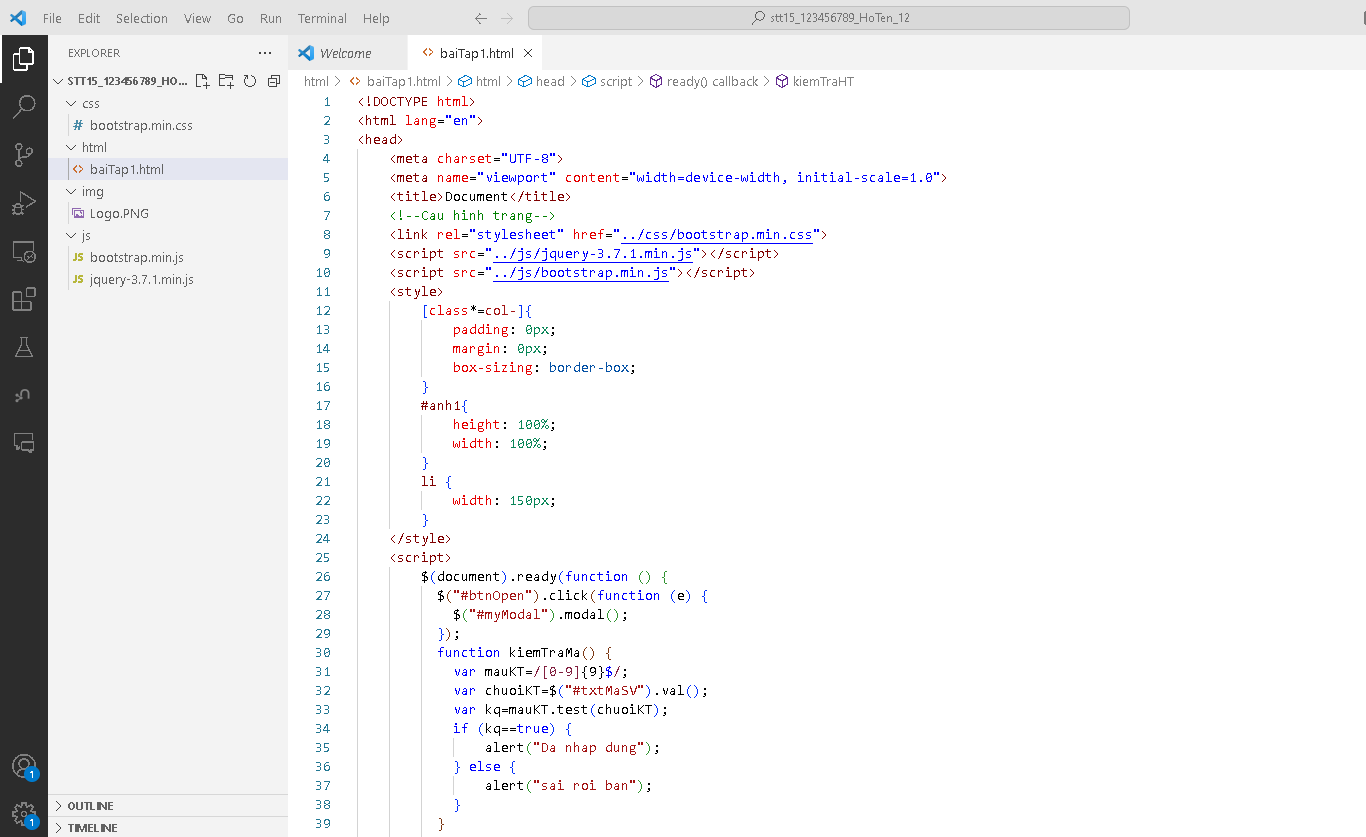 File Edit Selection View Go Run Terminal Help
stt15_123456789_HoTen_12
EXPLORER
STT15_123456789_HO...
css
# bootstrap.min.css
html
<> baiTap1.html
img
Logo.PNG
js
JS bootstrap.min.js
JS jquery-3.7.1.min.js
OUTLINE
TIMELINE
1
1
Welcome
<> baiTap1.html
html > <> baiTap1.html > html > head > script > ready() callback > kiemTraHT
1 <!DOCTYPE html>
2 <html lang="en">
3 <head>
4 <meta charset="UTF-8">
5 <meta name="viewport" content="width=device-width, initial-scale=1.0">
6 <title>Document</title>
7 <!--Cau hinh trang-->
8 <link rel="stylesheet" href="../css/bootstrap.min.css">
9 <script src="../js/jquery-3.7.1.min.js"></script>
10 <script src="../js/bootstrap.min.js"></script>
11 <style>
12 [class*=col-]{
13 padding: 0px;
14 margin: 0px;
15 box-sizing: border-box;
16 }
17 #anh1{
18 height: 100%;
19 width: 100%;
20 }
21 li {
22 width: 150px;
23 }
24 </style>
25 <script>
26 $(document).ready(function () {
27 $("#btnOpen").click(function (e) {
28 $("#myModal").modal();
29 });
30 function kiemTraMa() {
31 var mauKT=/[0-9]{9}$/;
32 var chuoiKT=$("#txtMaSV").val();
33 var kq=mauKT.test(chuoiKT);
34 if (kq==true) {
35 alert("Da nhap dung");
36 } else {
37 alert("sai roi ban");
38 }
39 }